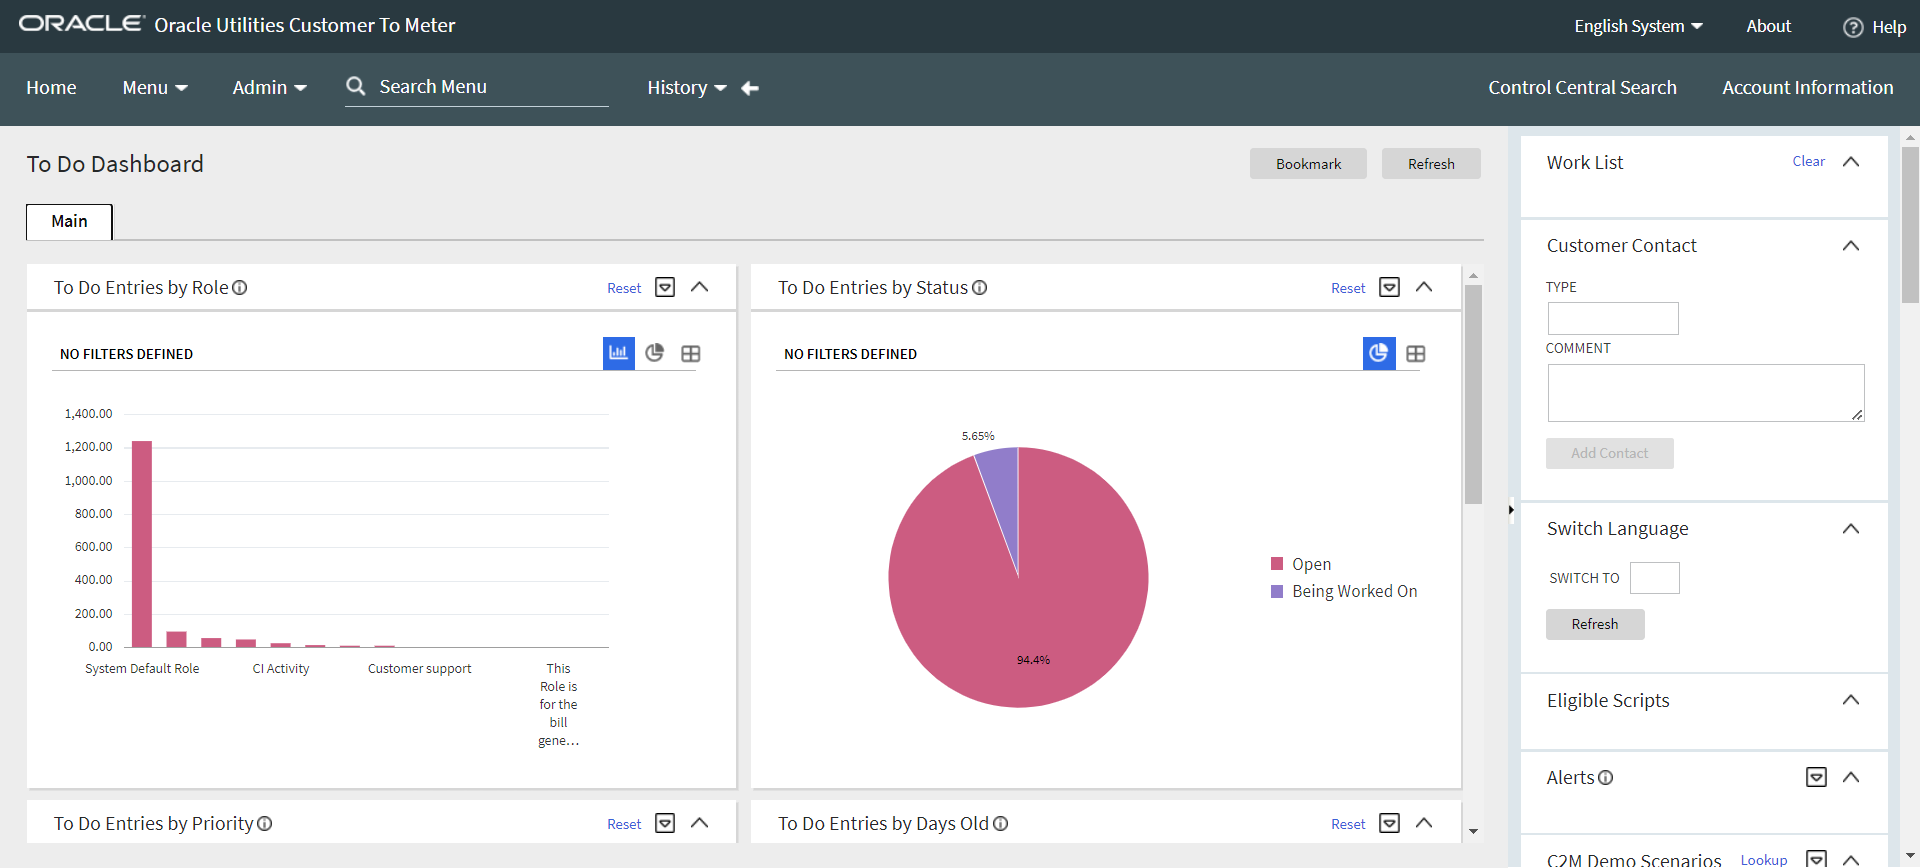 ORACLE Oracle Utilities Customer To Meter
English System
About
Help
Home
Menu
Admin
Search Menu
History
Control Central Search
Account Information
To Do Dashboard
Bookmark
Refresh
Main
To Do Entries by Role
Reset
NO FILTERS DEFINED
1,400.00
1,200.00
1,000.00
800.00
600.00
400.00
200.00
0.00
System Default Role
CI Activity
Customer support
This
Role is
for the
bill
gene...
To Do Entries by Status
Reset
NO FILTERS DEFINED
5.65%
94.4%
Open
Being Worked On
To Do Entries by Priority
Reset
To Do Entries by Days Old
Reset
Work List
Clear
Customer Contact
TYPE
COMMENT
Add Contact
Switch Language
SWITCH TO
Refresh
Eligible Scripts
Alerts
C2M Demo Scenarios
Lookup